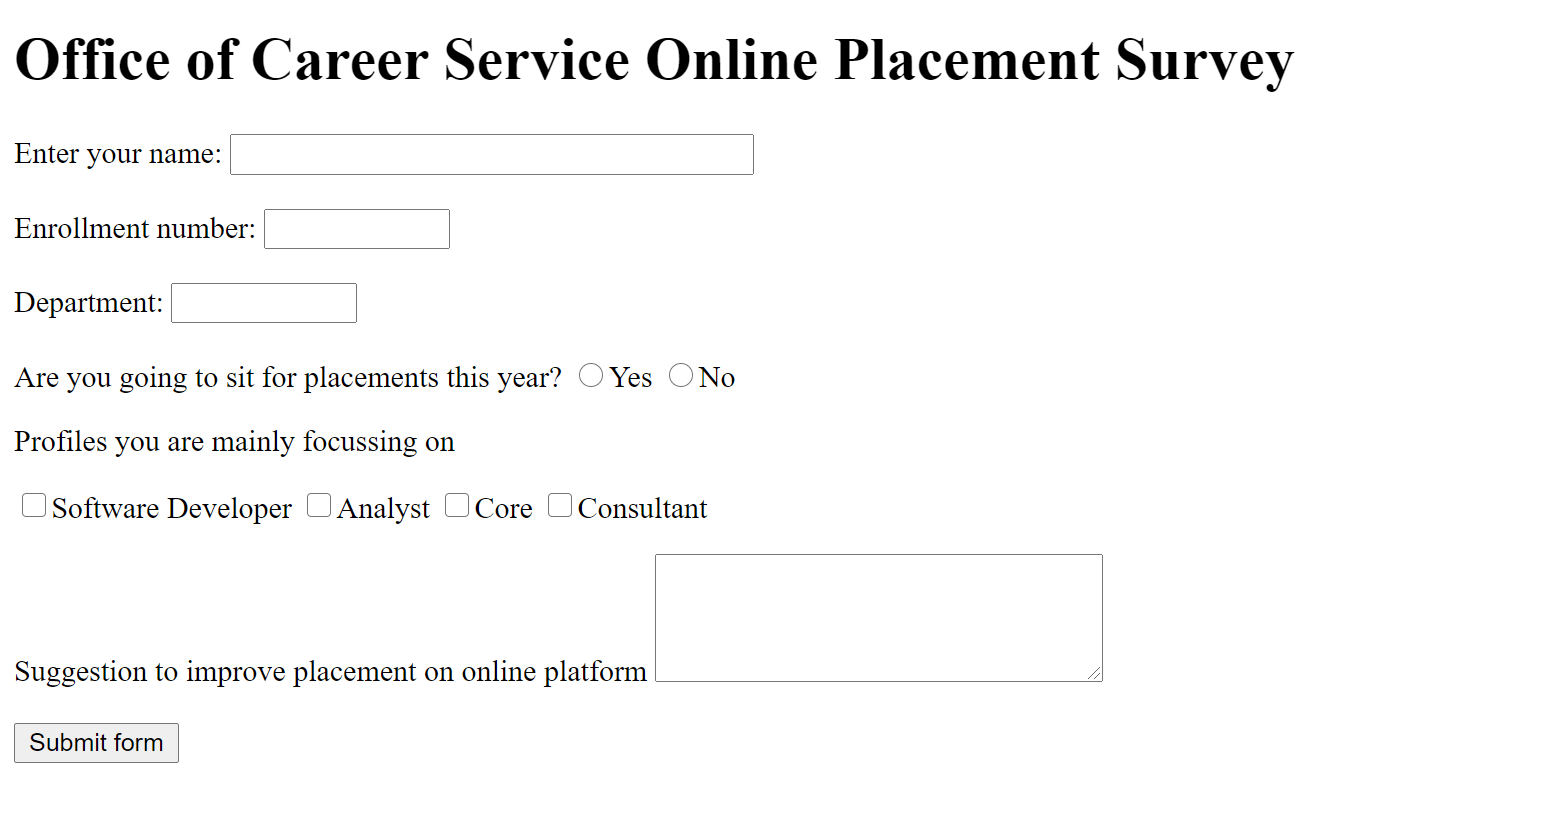 Office of Career Service Online Placement Survey
Enter your name:
Enrollment number:
Department:
Are you going to sit for placements this year? Yes No
Profiles you are mainly focussing on
Software Developer Analyst Core Consultant
Suggestion to improve placement on online platform
Submit form